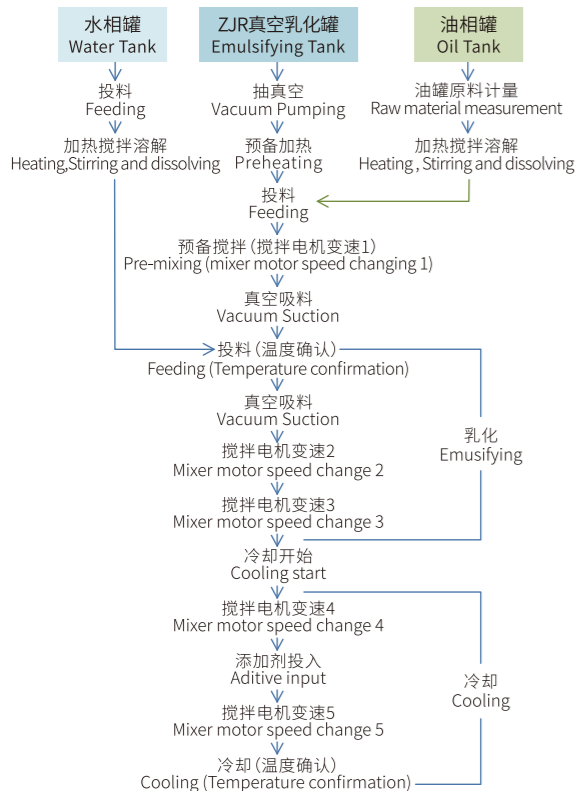 水相罐
Water Tank
ZJR真空乳化罐
Emulsifying Tank
油相罐
Oil Tank
投料
Feeding
加热搅拌溶解
Heating,Stirring and dissolving
抽真空
Vacuum Pumping
预备加热
Preheating
油罐原料计量
Raw material measurement
加热搅拌溶解
Heating , Stirring and dissolving
投料
Feeding
预备搅拌(搅拌电机变速1)
Pre-mixing (mixer motor speed changing 1)
真空吸料
Vacuum Suction
投料(温度确认)
Feeding (Temperature confirmation)
真空吸料
Vacuum Suction
搅拌电机变速2
Mixer motor speed change 2
搅拌电机变速3
Mixer motor speed change 3
乳化
Emusifying
冷却开始
Cooling start
搅拌电机变速4
Mixer motor speed change 4
添加剂投入
Aditive input
搅拌电机变速5
Mixer motor speed change 5
冷却(温度确认)
Cooling (Temperature confirmation)
冷却
Cooling